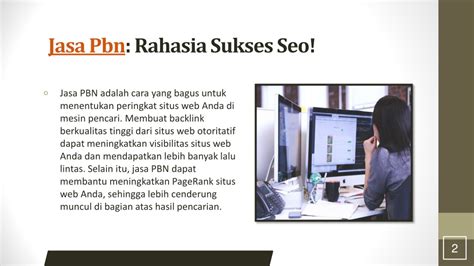 Jasa Pbn: Rahasia Sukses Seo!
Jasa PBN adalah cara yang bagus untuk
menentukan peringkat situs web Anda di
mesin pencari. Membuat backlink
berkualitas tinggi dari situs web otoritatif
dapat meningkatkan visibilitas situs web
Anda dan mendapatkan lebih banyak lalu
lintas. Selain itu, jasa PBN dapat
membantu meningkatkan PageRank situs
web Anda, sehingga lebih cenderung
muncul di bagian atas hasil pencarian.
2